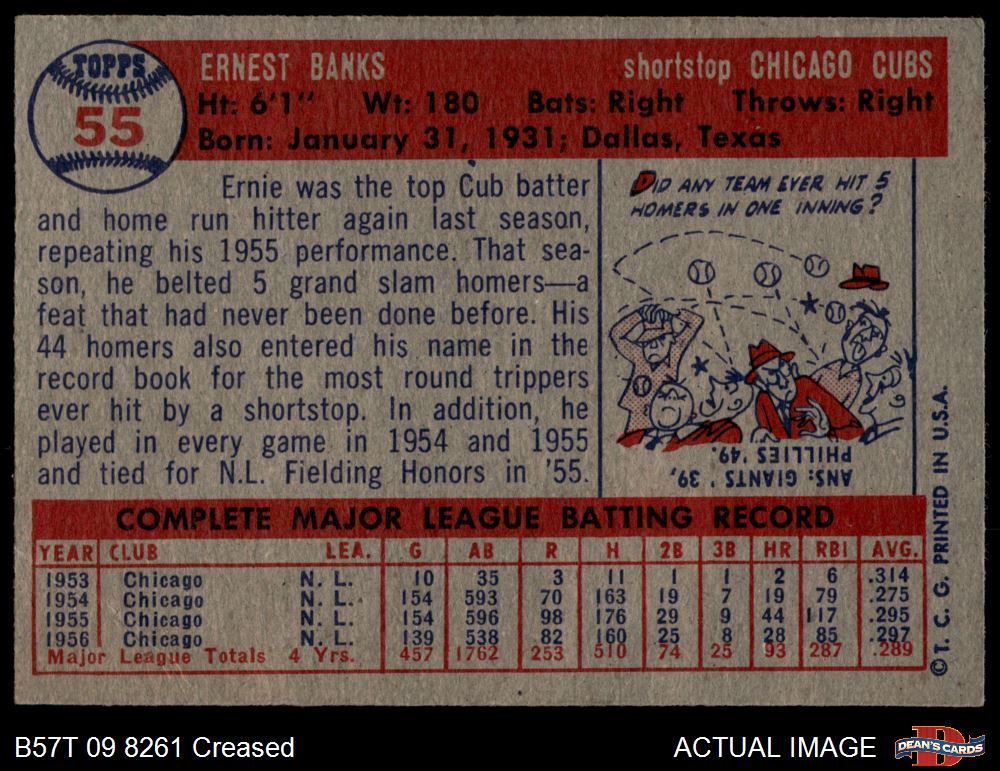 TOPPS
55
ERNEST BANKS shortstop CHICAGO CUBS
Ht: 6'1" Wt: 180 Bats: Right Throws: Right
Born: January 31, 1931; Dallas, Texas
Ernie was the top Cub batter
and home run hitter again last season,
repeating his 1955 performance. That sea-
son, he belted 5 grand slam homers—a
feat that had never been done before. His
44 homers also entered his name in the
record book for the most round trippers
ever hit by a shortstop. In addition, he
played in every game in 1954 and 1955
and tied for N.L. Fielding Honors in '55.
DID ANY TEAM EVER HIT 5
HOMERS IN ONE INNING?
ANS: GIANTS '39,
PHILLIES '49.
COMPLETE MAJOR LEAGUE BATTING RECORD
YEAR CLUB LEA. G AB R H 2B 3B HR RBI AVG.
1953 Chicago N. L. 10 35 3 11 1 1 2 6 .314
1954 Chicago N. L. 154 593 70 163 19 7 19 79 .275
1955 Chicago N. L. 154 596 98 176 29 9 44 117 .295
1956 Chicago N. L. 139 538 82 160 25 8 28 85 .297
Major League Totals 4 Yrs. 457 1762 253 510 74 25 93 287 .289
©T. C. G. PRINTED IN U.S.A.
B57T 09 8261 Creased
ACTUAL IMAGE
DEAN'S CARDS